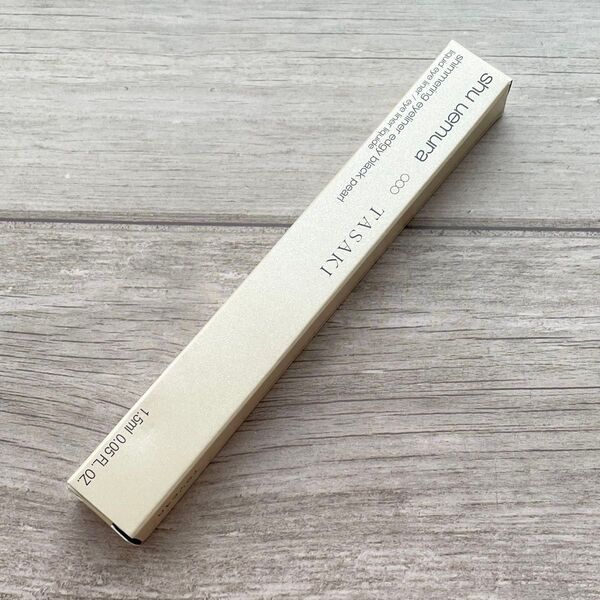 shu uemura
TASAKI
shimmering eyeliner edgy black pearl
liquid eye liner / eye liner liquide
1.5ml 0.05 FL. OZ.